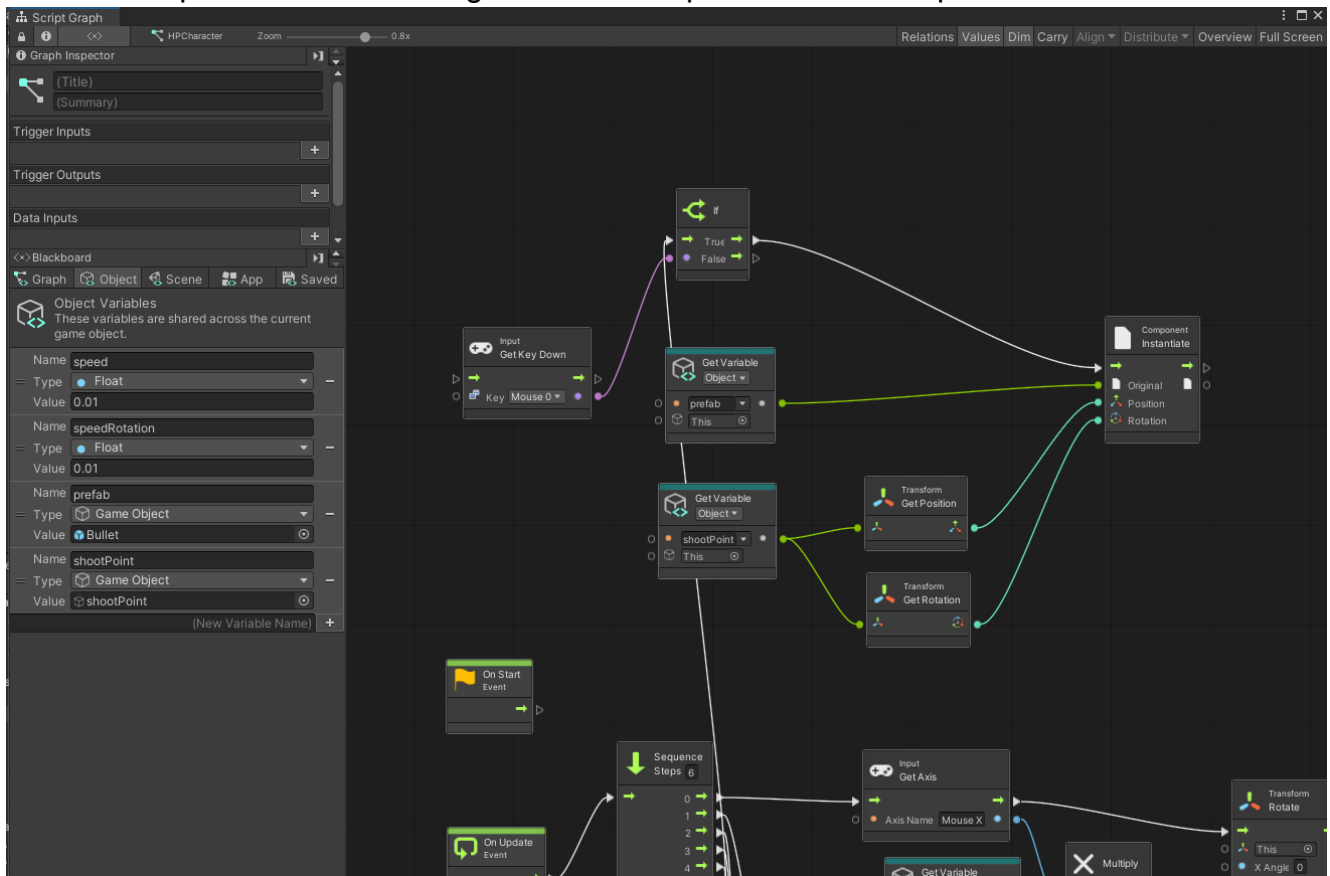 Script Graph
HPCharacter Zoom 0.8x Relations Values Dim Carry Align Distribute Overview Full Screen
Graph Inspector
(Title)
(Summary)
Trigger Inputs
Trigger Outputs
Data Inputs
<×>Blackboard
Graph Object Scene App Saved
Object Variables
These variables are shared across the current
game object.
Name speed
Type Float
Value 0.01
Name speedRotation
Type Float
Value 0.01
Name prefab
Type Game Object
Value Bullet
Name shootPoint
Type Game Object
Value shootPoint
(New Variable Name)
If
True
False
Input
Get Key Down
Key Mouse 0
Get Variable
Object
prefab
This
Component
Instantiate
Original
Position
Rotation
Get Variable
Object
shootPoint
This
Transform
Get Position
Transform
Get Rotation
On Start
Event
Sequence
Steps 6
0
1
2
3
4
On Update
Event
Input
Get Axis
Axis Name Mouse X
Get Variable
Multiply
Transform
Rotate
This
X Angle 0